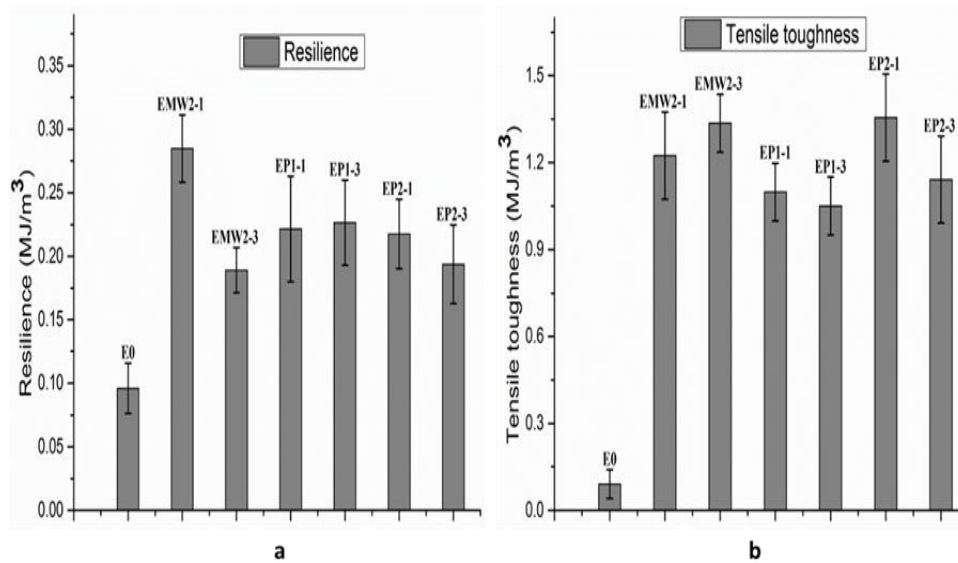 Resilience
0.35
0.30
0.25
0.20
0.15
0.10
0.05
0.00
Resilience (MJ/m³)
E0
EMW2-1
EMW2-3
EP1-1
EP1-3
EP2-1
EP2-3
a
Tensile toughness
1.5
1.2
0.9
0.6
0.3
0.0
Tensile toughness (MJ/m³)
E0
EMW2-1
EMW2-3
EP1-1
EP1-3
EP2-1
EP2-3
b